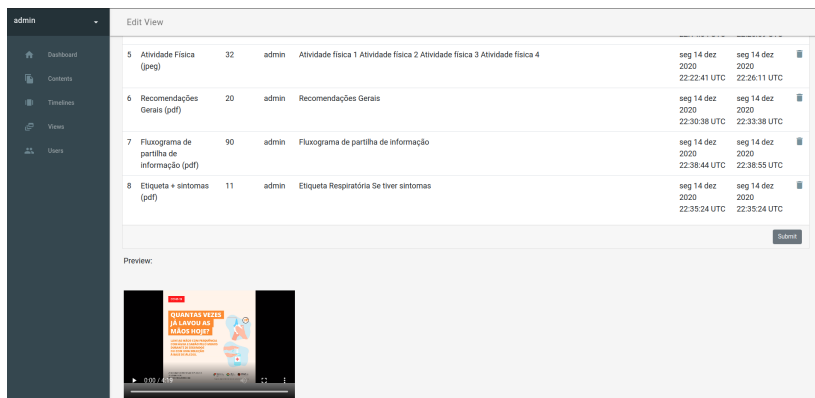 admin
Edit View
Dashboard
Contents
Timelines
Views
Users
5 Atividade Física 32 admin Atividade física 1 Atividade física 2 Atividade física 3 Atividade física 4 seg 14 dez seg 14 dez
(jpeg) 2020 2020
22:22:41 UTC 22:26:11 UTC
6 Recomendações 20 admin Recomendações Gerais seg 14 dez seg 14 dez
Gerais (pdf) 2020 2020
22:30:38 UTC 22:33:38 UTC
7 Fluxograma de 90 admin Fluxograma de partilha de informação seg 14 dez seg 14 dez
partilha de 2020 2020
informação (pdf) 22:38:44 UTC 22:38:55 UTC
8 Etiqueta + sintomas 11 admin Etiqueta Respiratória Se tiver sintomas seg 14 dez seg 14 dez
(pdf) 2020 2020
22:35:24 UTC 22:35:24 UTC
Submit
Preview:
QUANTAS VEZES
JÁ LAVOU AS
MÃOS HOJE?
0:00 / 4:19